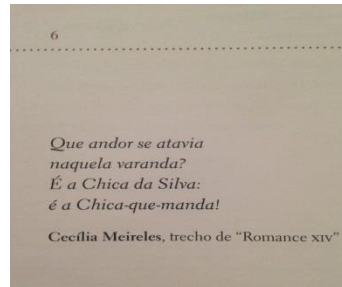 6
Que andor se atavia
naquela varanda?
É a Chica da Silva:
é a Chica-que-manda!
Cecília Meireles, trecho de “Romance XIV”